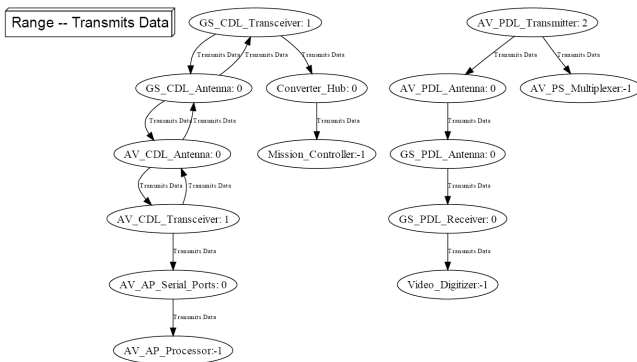 Range -- Transmits Data
GS_CDL_Transceiver: 1
AV_PDL_Transmitter: 2
Transmits Data
Transmits Data
Transmits Data
Transmits Data
Transmits Data
GS_CDL_Antenna: 0
Converter_Hub: 0
AV_PDL_Antenna: 0
AV_PS_Multiplexer:-1
Transmits Data
Transmits Data
Transmits Data
Transmits Data
AV_CDL_Antenna: 0
Mission_Controller:-1
GS_PDL_Antenna: 0
Transmits Data
Transmits Data
Transmits Data
AV_CDL_Transceiver: 1
GS_PDL_Receiver: 0
Transmits Data
Transmits Data
AV_AP_Serial_Ports: 0
Video_Digitizer:-1
Transmits Data
AV_AP_Processor:-1